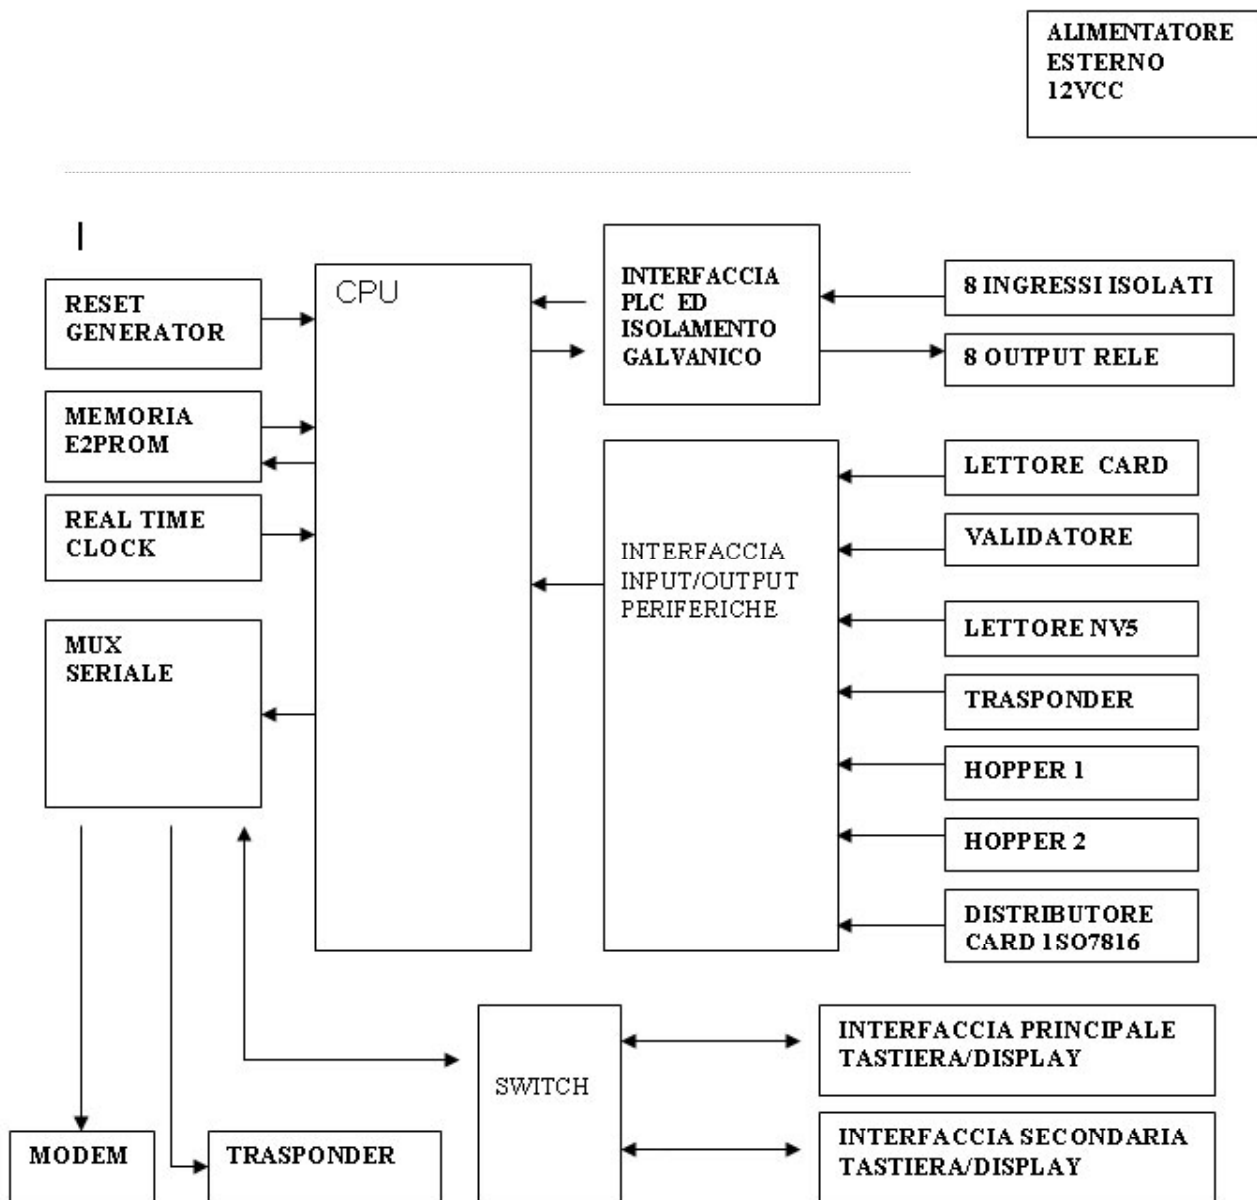 ALIMENTATORE
ESTERNO
12VCC
RESET
GENERATOR
CPU
INTERFACCIA
PLC ED
ISOLAMENTO
GALVANICO
8 INGRESSI ISOLATI
8 OUTPUT RELE
MEMORIA
E2PROM
REAL TIME
CLOCK
MUX
SERIALE
INTERFACCIA
INPUT/OUTPUT
PERIFERICHE
LETTORE CARD
VALIDATORE
LETTORE NV5
TRASPONDER
HOPPER 1
HOPPER 2
DISTRIBUTORE
CARD 1SO7816
SWITCH
INTERFACCIA PRINCIPALE
TASTIERA/DISPLAY
INTERFACCIA SECONDARIA
TASTIERA/DISPLAY
MODEM
TRASPONDER